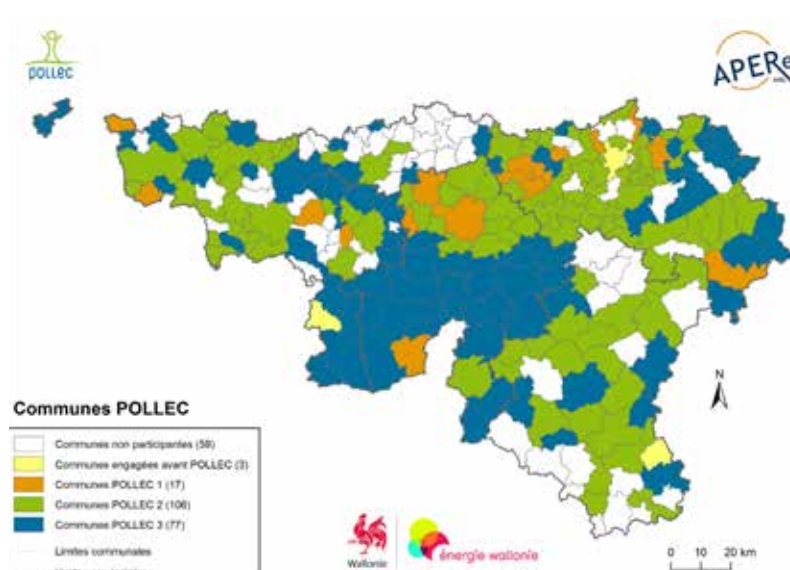 pollec
APERe
Communes POLLEC
Communes non participantes (59)
Communes engagées avant POLLEC (3)
Communes POLLEC 1 (17)
Communes POLLEC 2 (106)
Communes POLLEC 3 (77)
Limites communales
N
Wallonie
énergie wallonie
0 10 20 km